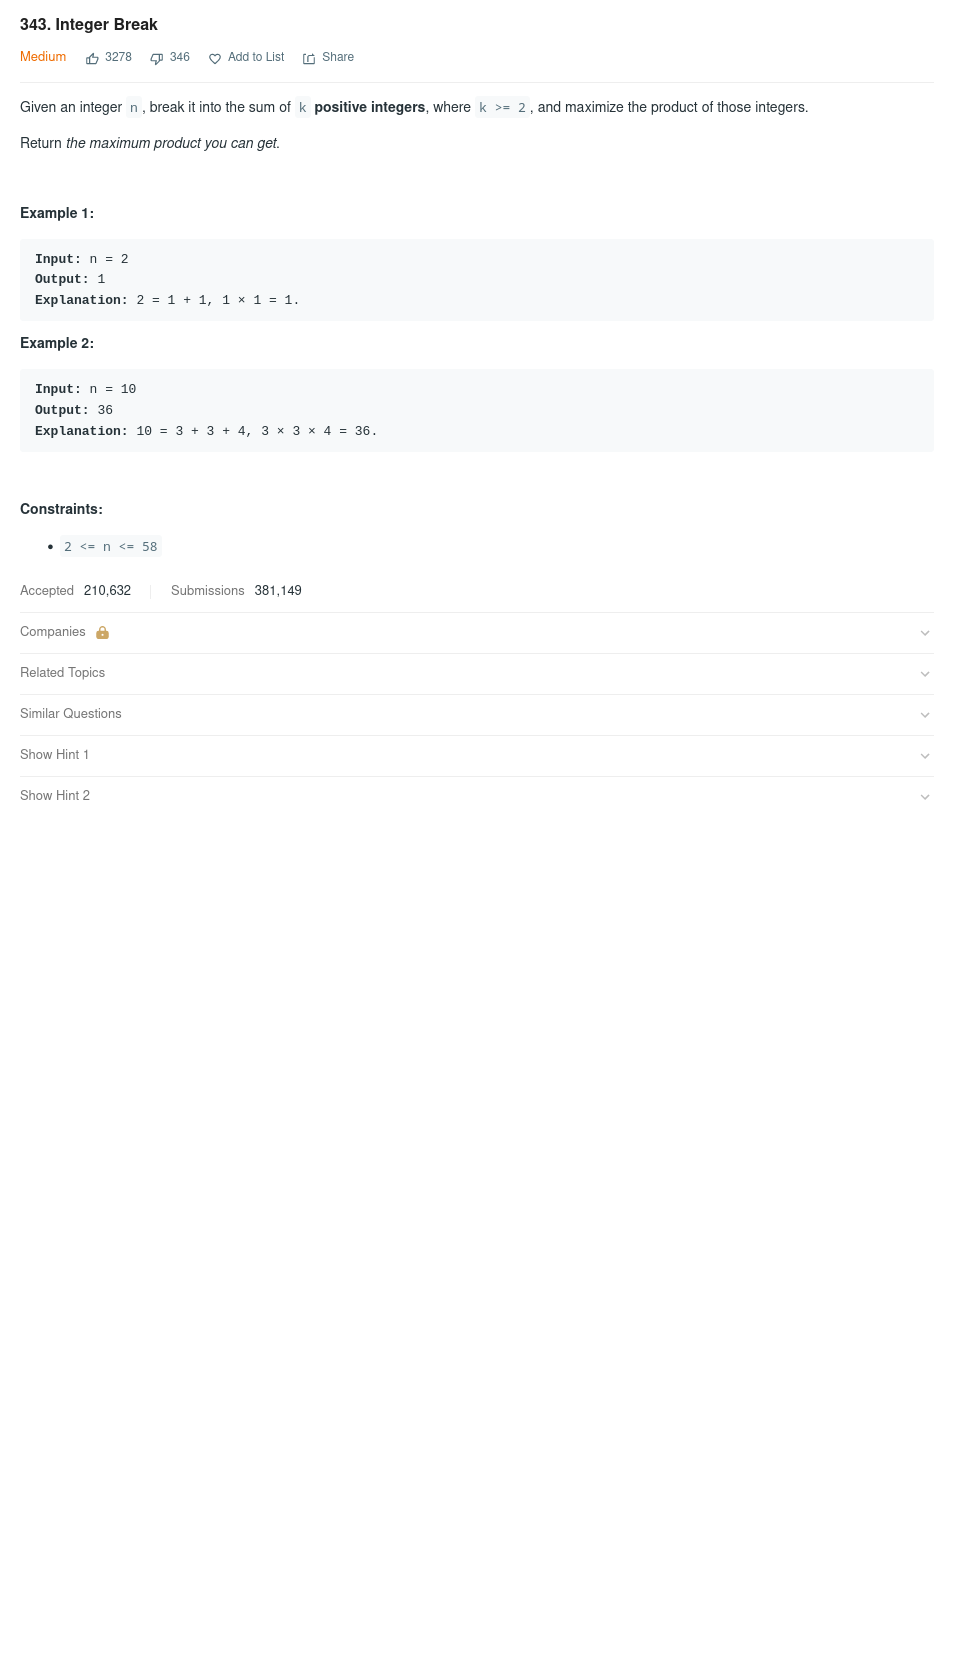 343. Integer Break
Medium 3278 346 Add to List Share
Given an integer n, break it into the sum of k positive integers, where k >= 2, and maximize the product of those integers.
Return the maximum product you can get.
Example 1:
Input: n = 2
Output: 1
Explanation: 2 = 1 + 1, 1 × 1 = 1.
Example 2:
Input: n = 10
Output: 36
Explanation: 10 = 3 + 3 + 4, 3 × 3 × 4 = 36.
Constraints:
• 2 <= n <= 58
Accepted 210,632 Submissions 381,149
Companies
Related Topics
Similar Questions
Show Hint 1
Show Hint 2